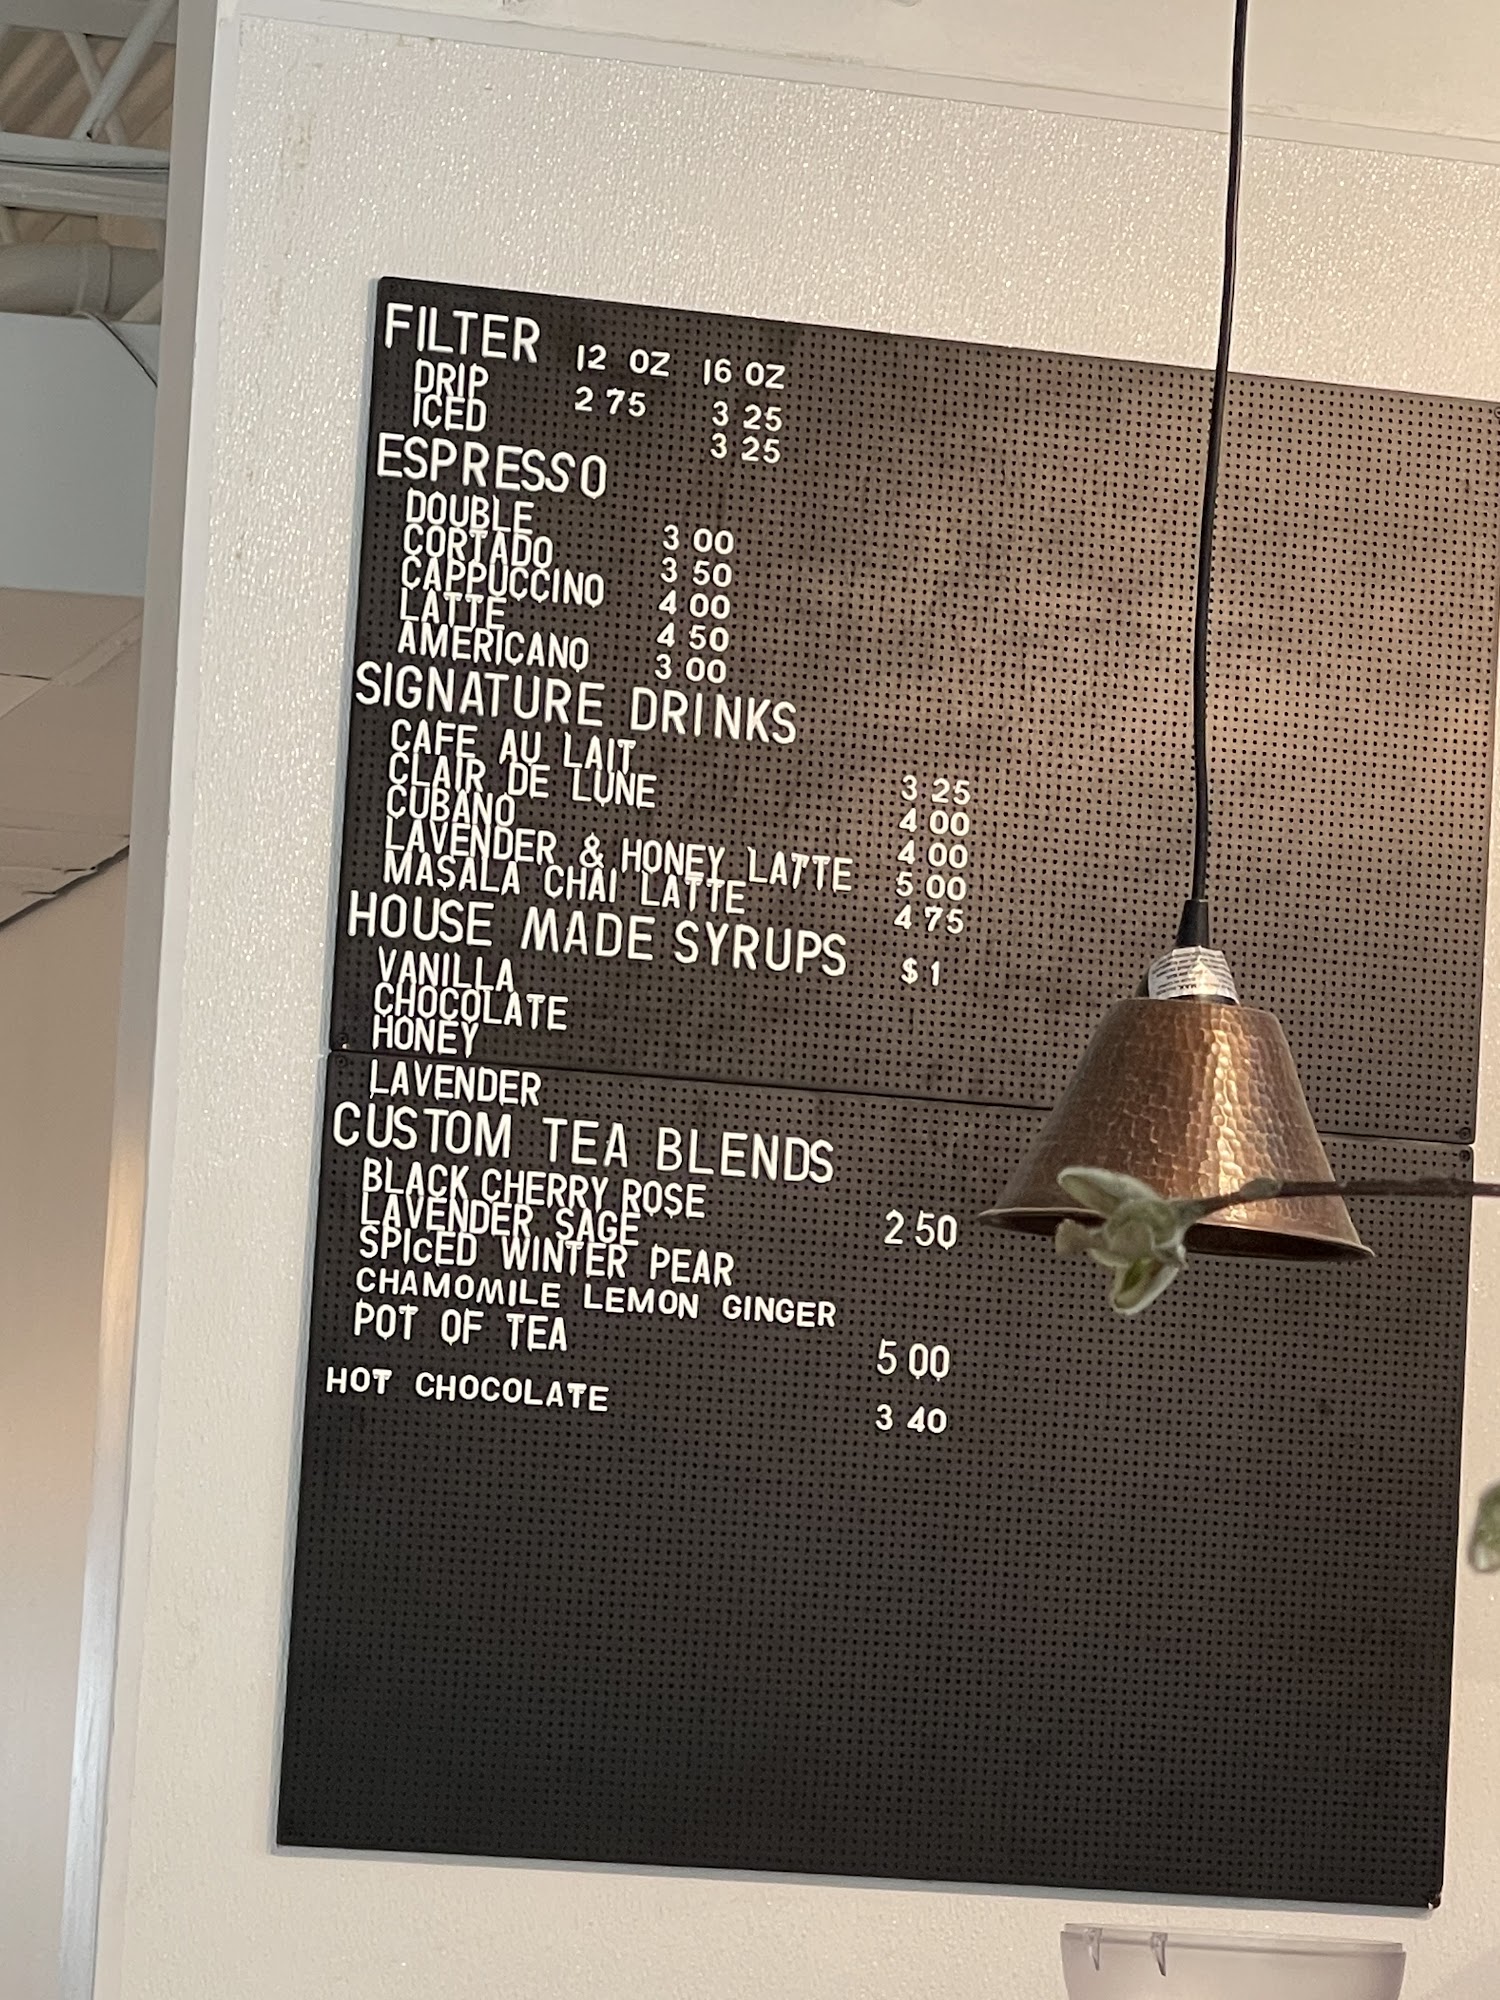 FILTER 12 OZ 16 OZ
DRIP 2 75 3 25
ICED 3 25
ESPRESSO
DOUBLE 3 00
CORTADO 3 50
CAPPUCCINO 4 00
LATTE 4 50
AMERICANO 3 00
SIGNATURE DRINKS
CAFE AU LAIT 3 25
CLAIR DE LUNE 4 00
CUBANO 4 00
LAVENDER & HONEY LATTE 5 00
MASALA CHAI LATTE 4 75
HOUSE MADE SYRUPS $1
VANILLA
CHOCOLATE
HONEY
LAVENDER
CUSTOM TEA BLENDS
BLACK CHERRY ROSE 2 50
LAVENDER SAGE
SPIcED WINTER PEAR
CHAMOMILE LEMON GINGER
POT OF TEA 5 00
HOT CHOCOLATE 3 40